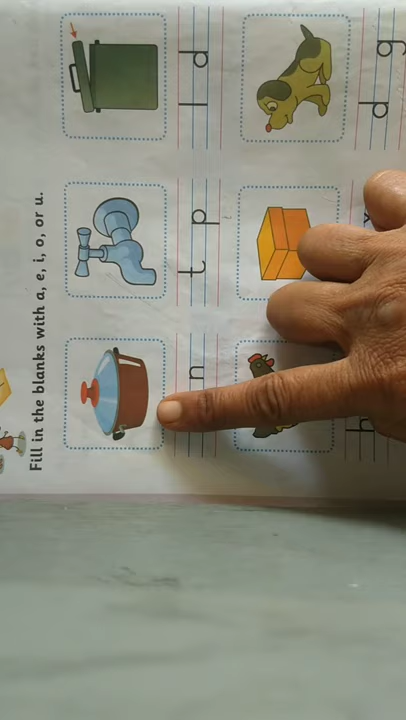 Fill in the blanks with a, e, i, o, or u.
n t p l d
h x d g